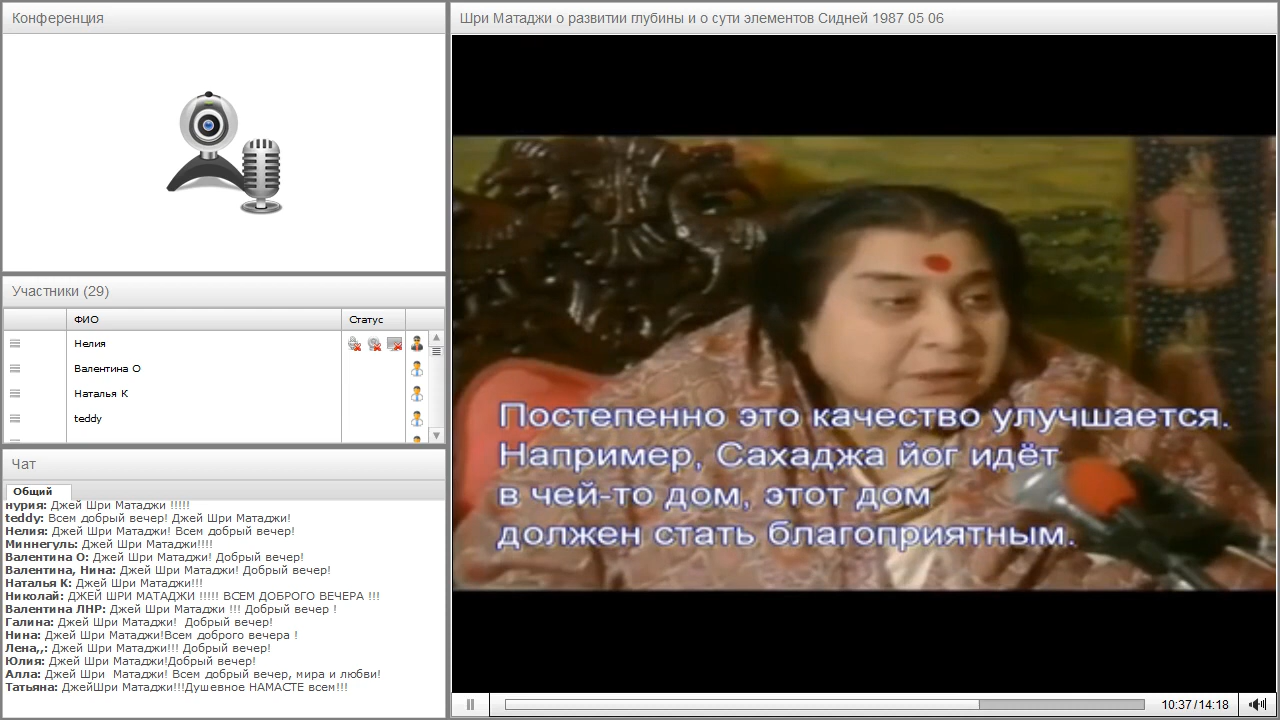 Конференция
Шри Матаджи о развитии глубины и о сути элементов Сидней 1987 05 06
Участники (29)
ФИО
Статус
Нелия
Валентина О
Наталья К
teddy
Чат
Общий
нурия: Джей Шри Матаджи !!!!!
teddy: Всем добрый вечер! Джей Шри Матаджи!
Нелия: Джей Шри Матаджи! Всем добрый вечер!
Миннегуль: Джей Шри Матаджи!!!!
Валентина О: Джей Шри Матаджи! Добрый вечер!
Валентина, Нина: Джей Шри Матаджи! Добрый вечер!
Наталья К: Джей Шри Матаджи!!!
Николай: ДЖЕЙ ШРИ МАТАДЖИ !!!!! ВСЕМ ДОБРОГО ВЕЧЕРА !!!
Валентина ЛНР: Джей Шри Матаджи !!! Добрый вечер !
Галина: Джей Шри Матаджи!  Добрый вечер!
Нина: Джей Шри Матаджи!Всем доброго вечера !
Лена,,: Джей Шри Матаджи!!! Добрый вечер!
Юлия: Джей Шри Матаджи!Добрый вечер!
Алла: Джей Шри  Матаджи! Всем добрый вечер, мира и любви!
Татьяна: ДжейШри Матаджи!!!Душевное НАМАСТЕ всем!!!
Постепенно это качество улучшается.
Например, Сахаджа йог идёт
в чей-то дом, этот дом
должен стать благоприятным.
10:37/14:18